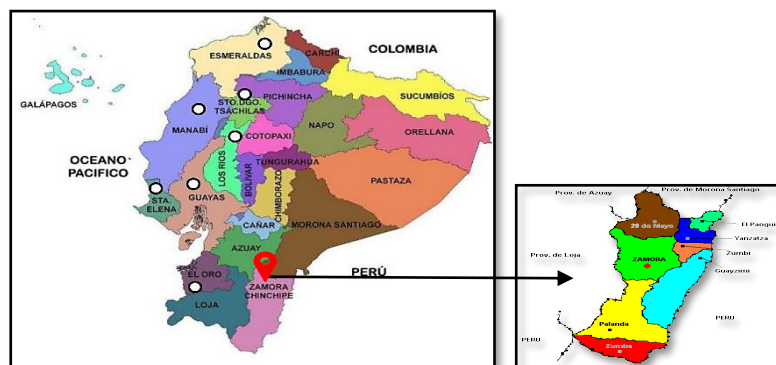 COLOMBIA
ESMERALDAS
CARCHI
IMBABURA
GALÁPAGOS
STO.DGO.
TSACHILAS
PICHINCHA
SUCUMBÍOS
MANABÍ
COTOPAXI
NAPO
ORELLANA
OCEANO
PACIFICO
LOS RIOS
BOLIVAR
TUNGURAHUA
CHIMBORAZO
PASTAZA
STA.
ELENA
GUAYAS
CAÑAR
MORONA SANTIAGO
AZUAY
PERÚ
EL ORO
ZAMORA
CHINCHIPE
LOJA
Prov. de Azuay
Prov. de Morona Santiago
28 de Mayo
El Pangui
Yanzatza
Zumbi
Prov. de Loja
ZAMORA
Guayzimi
PERU
Palanda
PERU
Zumba